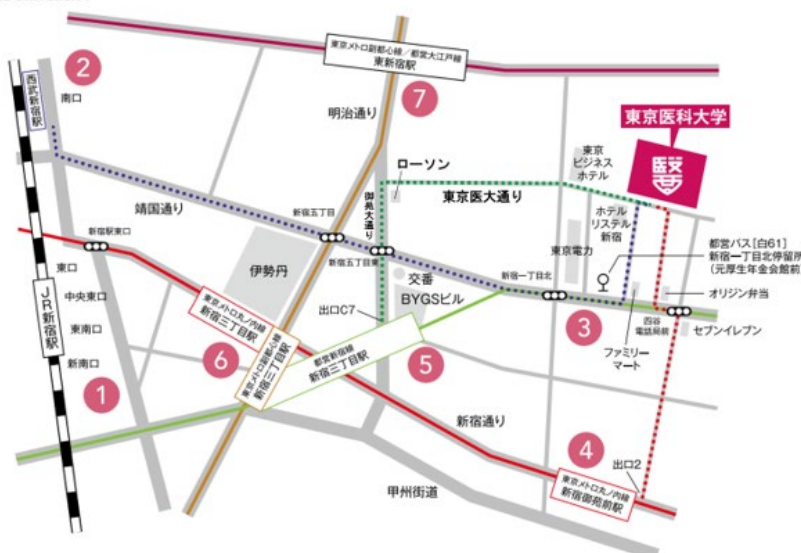 東京メトロ副都心線／都営大江戸線
東新宿駅
2
7
西武新宿駅
南口
明治通り
東京医科大学
医
ローソン
東京
ビジネス
ホテル
御苑大通り
東京医大通り
靖国通り
新宿五丁目
ホテル
リステル
新宿
新宿駅東口
新宿五丁目東
東京電力
都営バス［白61］
新宿一丁目北停留所
（元厚生年金会館前）
伊勢丹
交番
新宿一丁目北
東口
BYGSビル
オリジン弁当
中央東口
JR新宿駅
東京メトロ丸ノ内線
新宿三丁目駅
出口C7
3
四谷
電話局前
セブンイレブン
東南口
ファミリー
マート
新南口
6
東京メトロ副都心線
新宿三丁目駅
都営新宿線
新宿三丁目駅
5
1
新宿通り
4
出口2
東京メトロ丸ノ内線
新宿御苑前駅
甲州街道